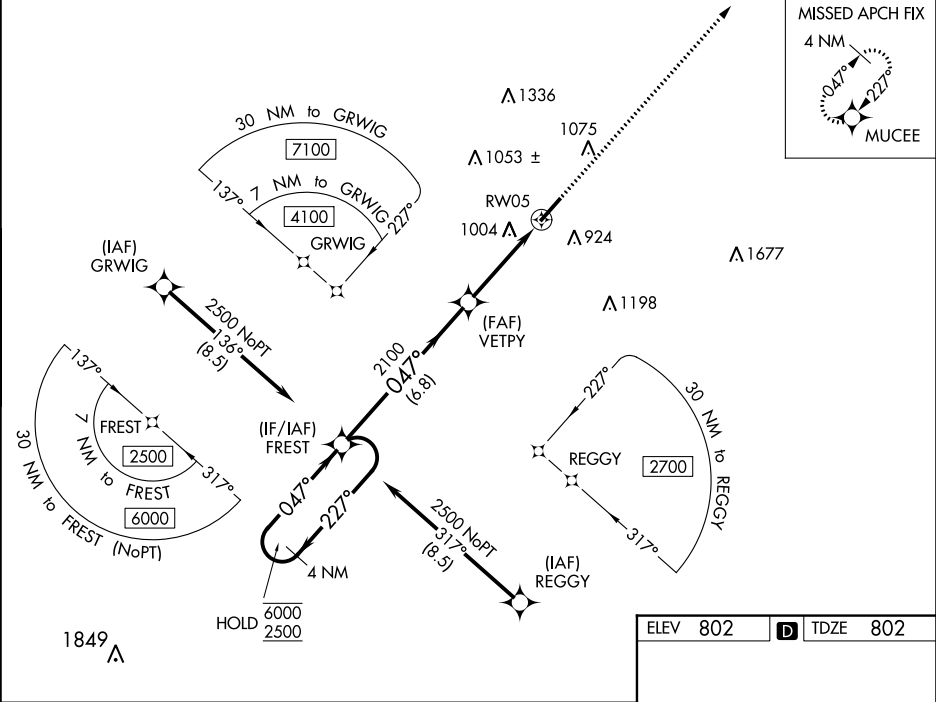 MISSED APCH FIX
4 NM
047°
227°
MUCEE
1336
1075
1053 ±
30 NM to GRWIG
7100
7 NM to GRWIG
4100
137°
227°
GRWIG
RW05
1004
924
1677
1198
(IAF)
GRWIG
2500 NoPT
136°
(8.5)
(FAF)
VETPY
2100
047°
(6.8)
137°
FREST
2500
7 NM to FREST
6000
30 NM to FREST (NoPT)
317°
(IF/IAF)
FREST
047°
227°
4 NM
HOLD 6000
2500
227°
30 NM to REGGY
REGGY
2700
317°
2500 NoPT
317°
(8.5)
(IAF)
REGGY
1849
ELEV 802 D TDZE 802